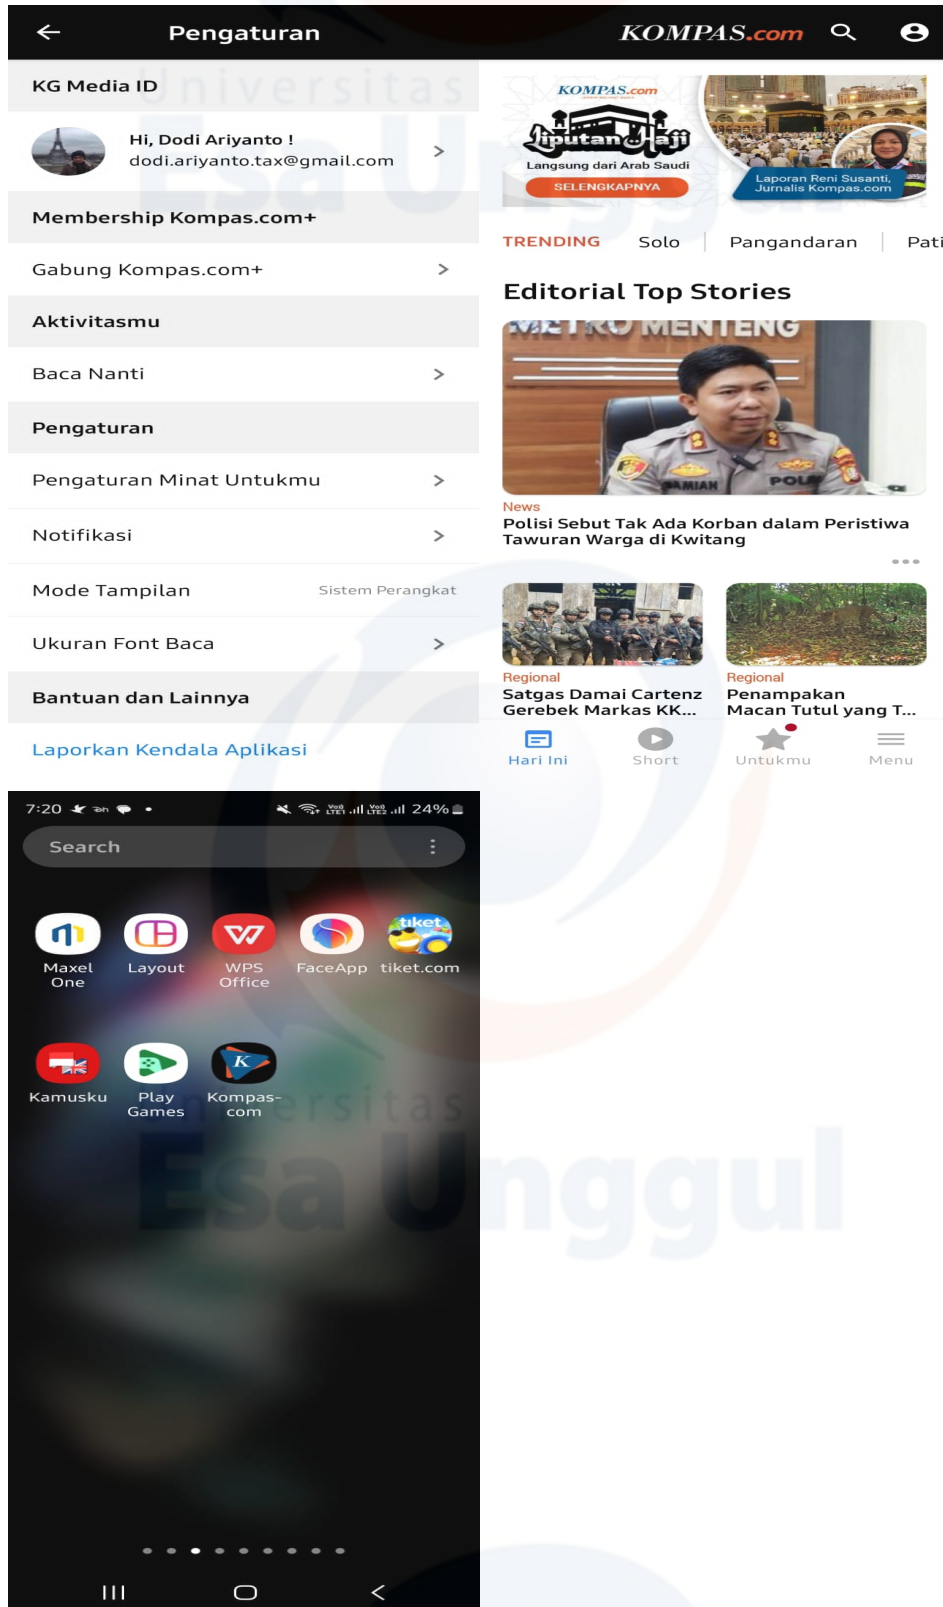 Pengaturan
KG Media ID
Hi, Dodi Ariyanto !
dodi.ariyanto.tax@gmail.com
Membership Kompas.com+
Gabung Kompas.com+
Aktivitasmu
Baca Nanti
Pengaturan
Pengaturan Minat Untukmu
Notifikasi
Mode Tampilan Sistem Perangkat
Ukuran Font Baca
Bantuan dan Lainnya
Laporkan Kendala Aplikasi
KOMPAS.com
KOMPAS.com
Liputan Haji
Langsung dari Arab Saudi
SELENGKAPNYA
Laporan Reni Susanti,
Jurnalis Kompas.com
TRENDING Solo Pangandaran Pati
Editorial Top Stories
METRO MENTENG
DAMIAH POLRI
News
Polisi Sebut Tak Ada Korban dalam Peristiwa
Tawuran Warga di Kwitang
Regional
Satgas Damai Cartenz
Gerebek Markas KK...
Regional
Penampakan
Macan Tutul yang T...
Hari Ini Short Untukmu Menu
7:20 Vo)) LTE1 Vo)) LTE2 24%
Search
tiket
Maxel
One
Layout
WPS
Office
FaceApp
tiket.com
K
Kamusku
Play
Games
Kompas-
com
Universitas
Esa Unggul
Universitas
Esa Unggul